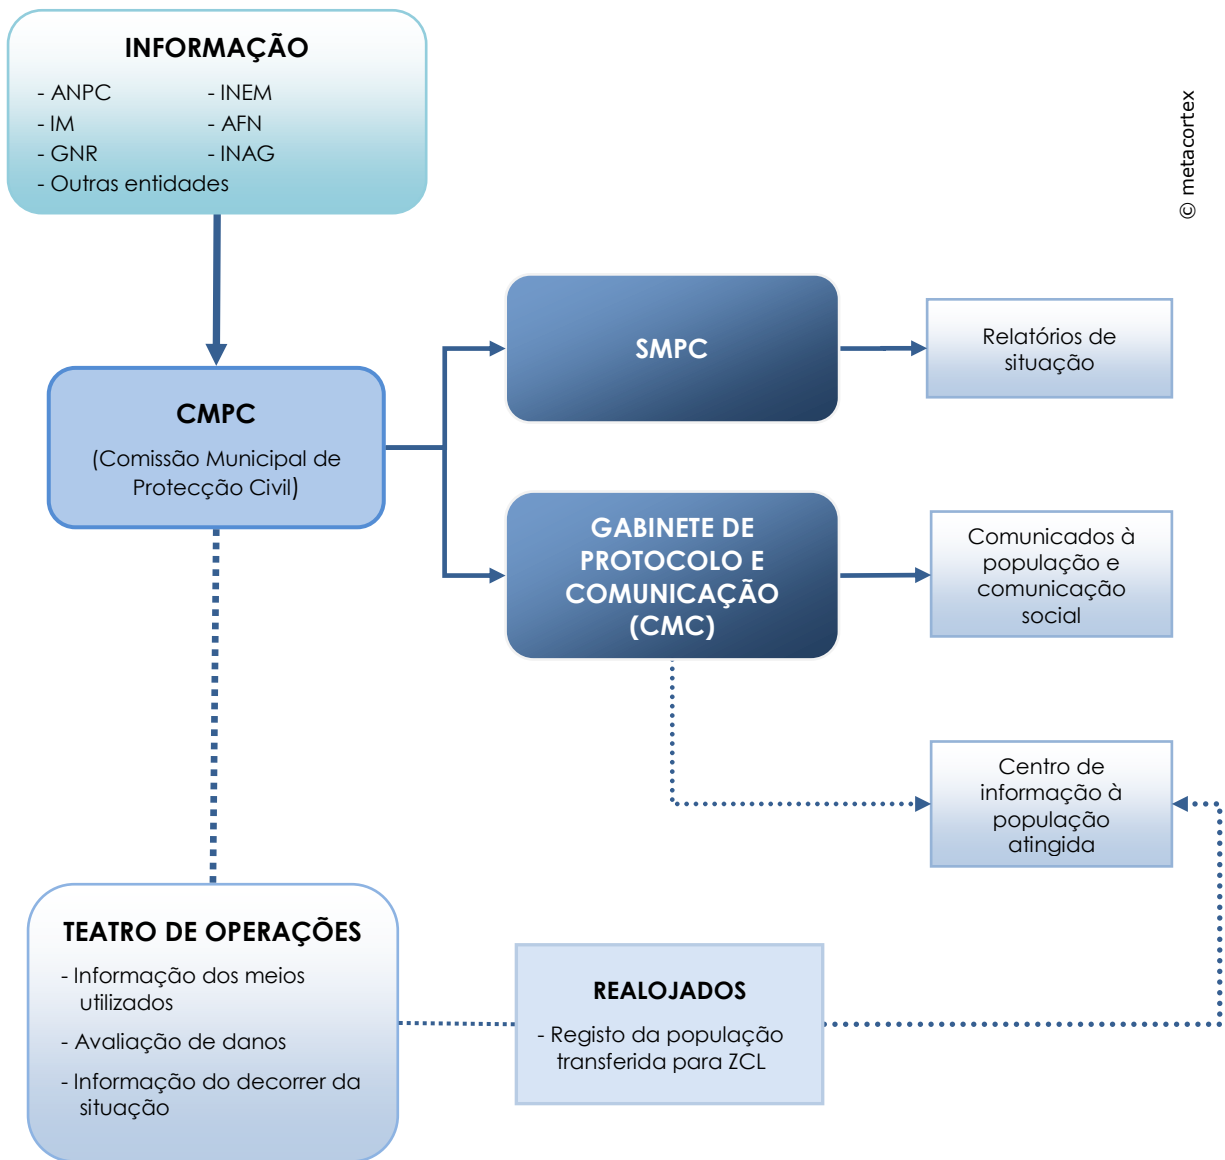 INFORMAÇÃO
- ANPC - INEM
- IM - AFN
- GNR - INAG
- Outras entidades
© metacortex
SMPC
Relatórios de
situação
CMPC
(Comissão Municipal de
Protecção Civil)
GABINETE DE
PROTOCOLO E
COMUNICAÇÃO
(CMC)
Comunicados à
população e
comunicação
social
Centro de
informação à
população
atingida
TEATRO DE OPERAÇÕES
- Informação dos meios
utilizados
- Avaliação de danos
- Informação do decorrer da
situação
REALOJADOS
- Registo da população
transferida para ZCL